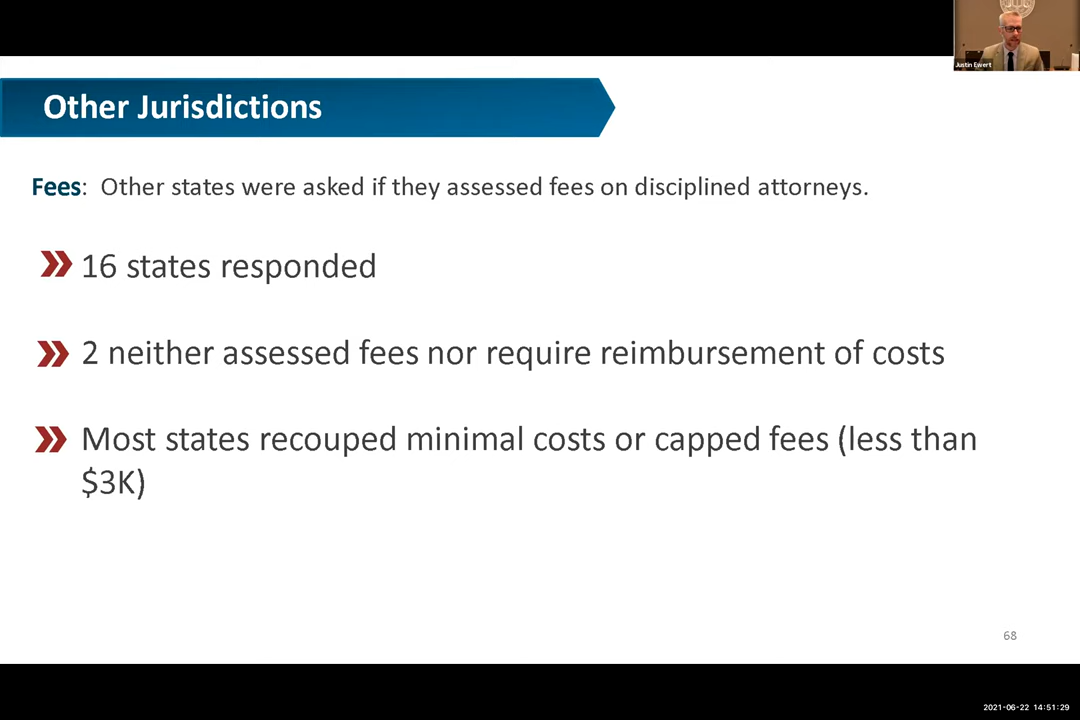 Justin Ewert
Other Jurisdictions
Fees: Other states were asked if they assessed fees on disciplined attorneys.
16 states responded
2 neither assessed fees nor require reimbursement of costs
Most states recouped minimal costs or capped fees (less than
$3K)
68
2021-06-22 14:51:29